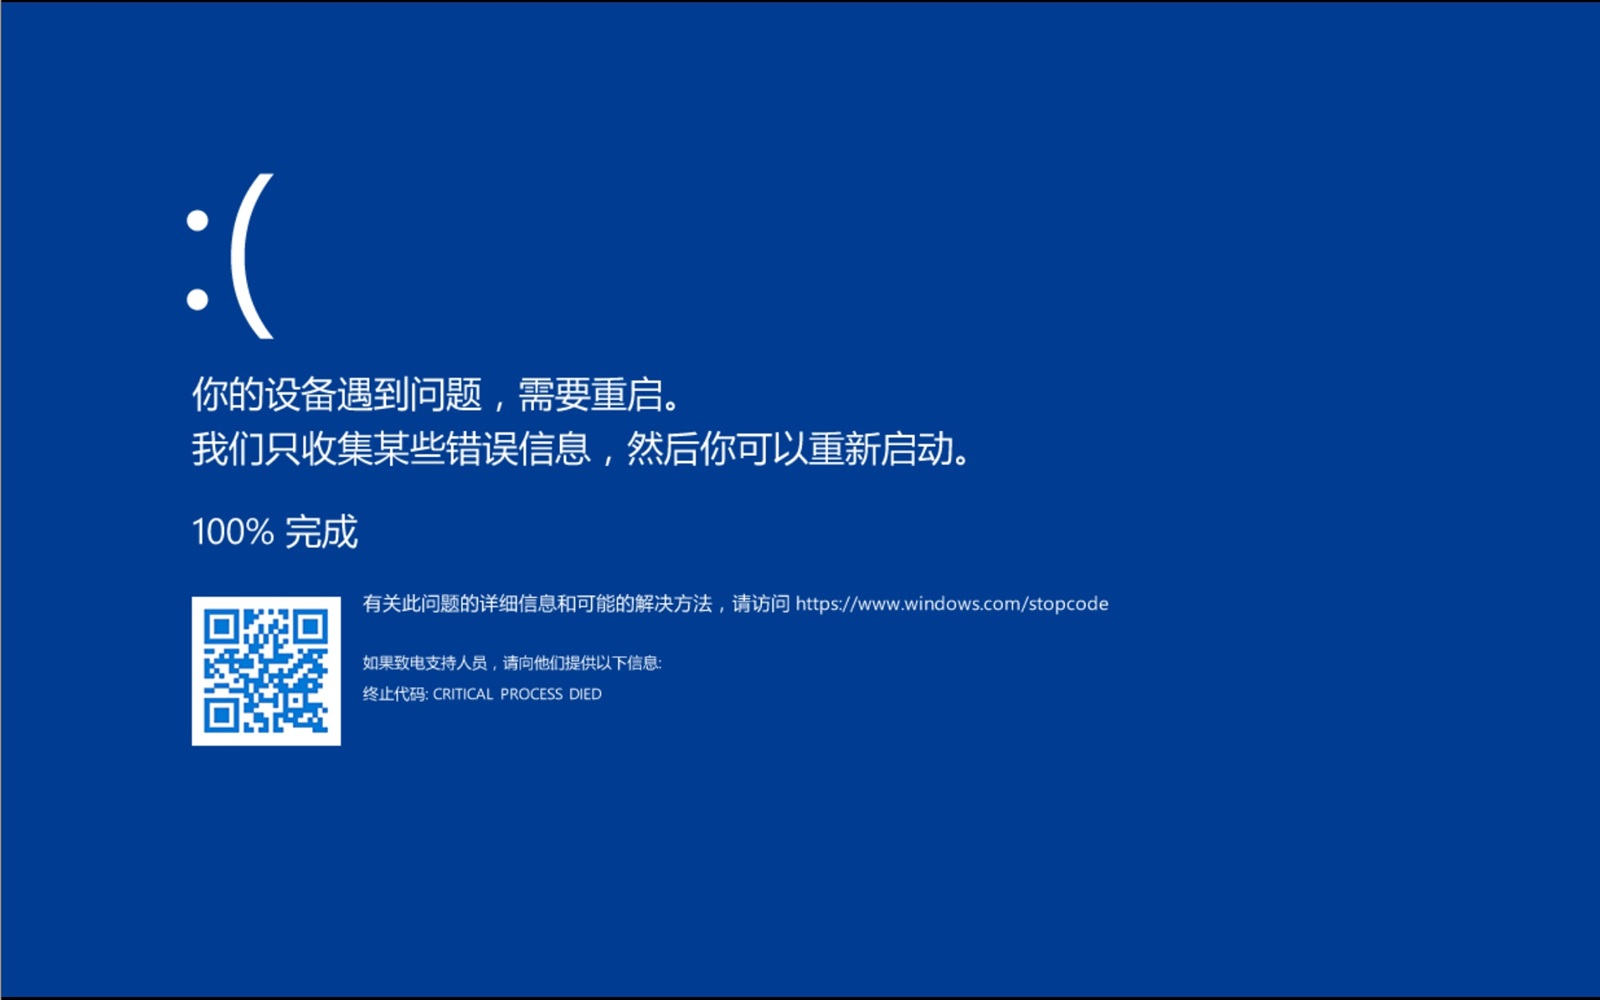 :(
你的设备遇到问题，需要重启。
我们只收集某些错误信息，然后你可以重新启动。
100% 完成
有关此问题的详细信息和可能的解决方法，请访问 https://www.windows.com/stopcode
如果致电支持人员，请向他们提供以下信息:
终止代码: CRITICAL PROCESS DIED